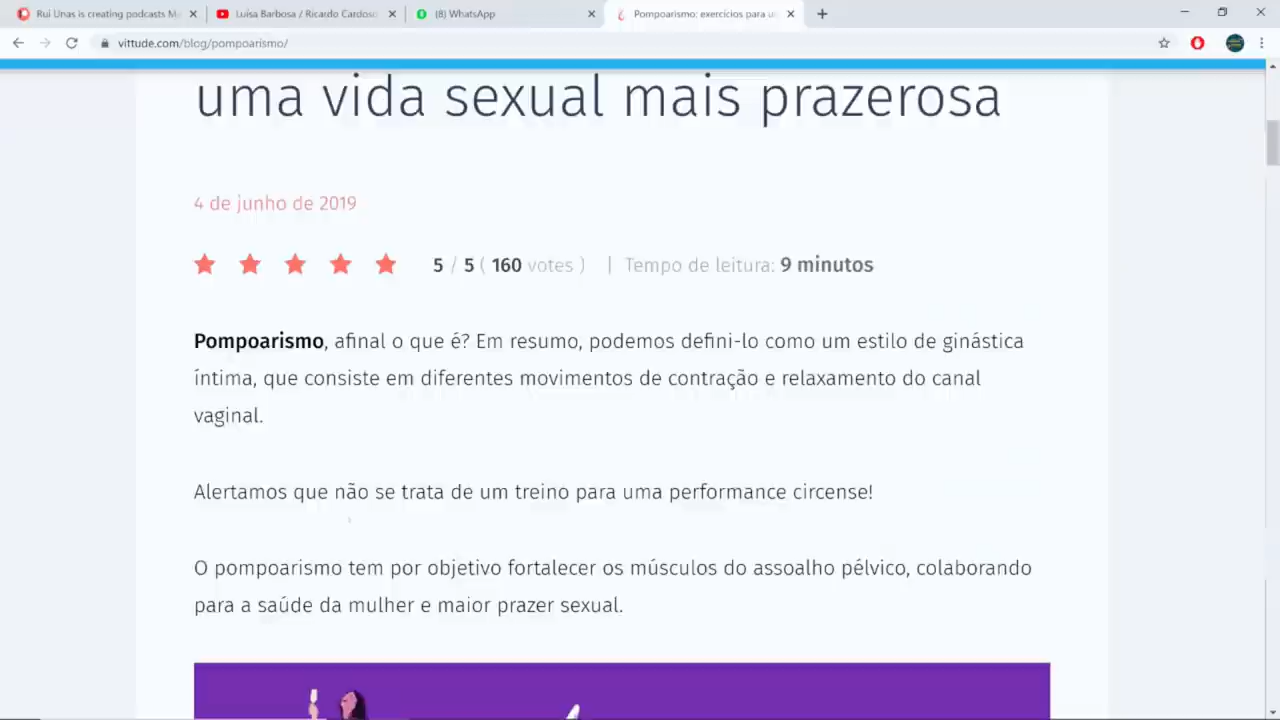 Rui Unas is creating podcasts M
Luísa Barbosa / Ricardo Cardoso
(8) WhatsApp
Pompoarismo: exercícios para u
vittude.com/blog/pompoarismo/
uma vida sexual mais prazerosa
4 de junho de 2019
5 / 5 ( 160 votes ) | Tempo de leitura: 9 minutos
Pompoarismo, afinal o que é? Em resumo, podemos defini-lo como um estilo de ginástica
íntima, que consiste em diferentes movimentos de contração e relaxamento do canal
vaginal.
Alertamos que não se trata de um treino para uma performance circense!
O pompoarismo tem por objetivo fortalecer os músculos do assoalho pélvico, colaborando
para a saúde da mulher e maior prazer sexual.